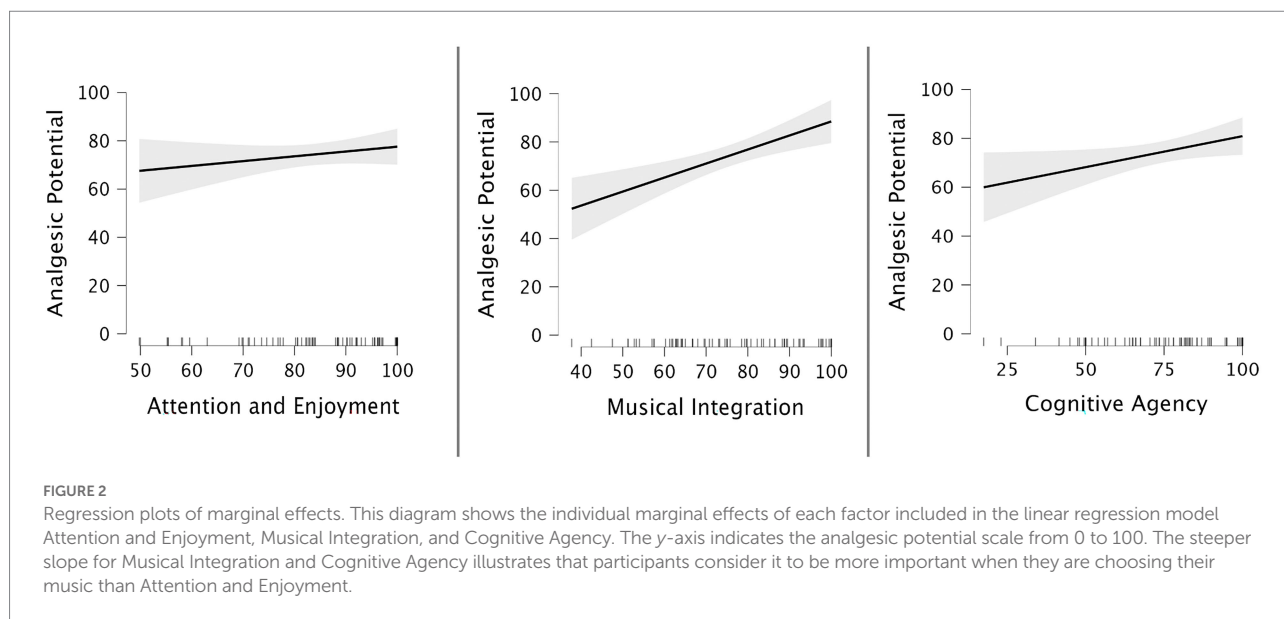 100
80
60
40
20
0
Analgesic Potential
50 60 70 80 90 100
Attention and Enjoyment
100
80
60
40
20
0
Analgesic Potential
40 50 60 70 80 90 100
Musical Integration
100
80
60
40
20
0
Analgesic Potential
25 50 75 100
Cognitive Agency
FIGURE 2
Regression plots of marginal effects. This diagram shows the individual marginal effects of each factor included in the linear regression model
Attention and Enjoyment, Musical Integration, and Cognitive Agency. The y-axis indicates the analgesic potential scale from 0 to 100. The steeper
slope for Musical Integration and Cognitive Agency illustrates that participants consider it to be more important when they are choosing their
music than Attention and Enjoyment.